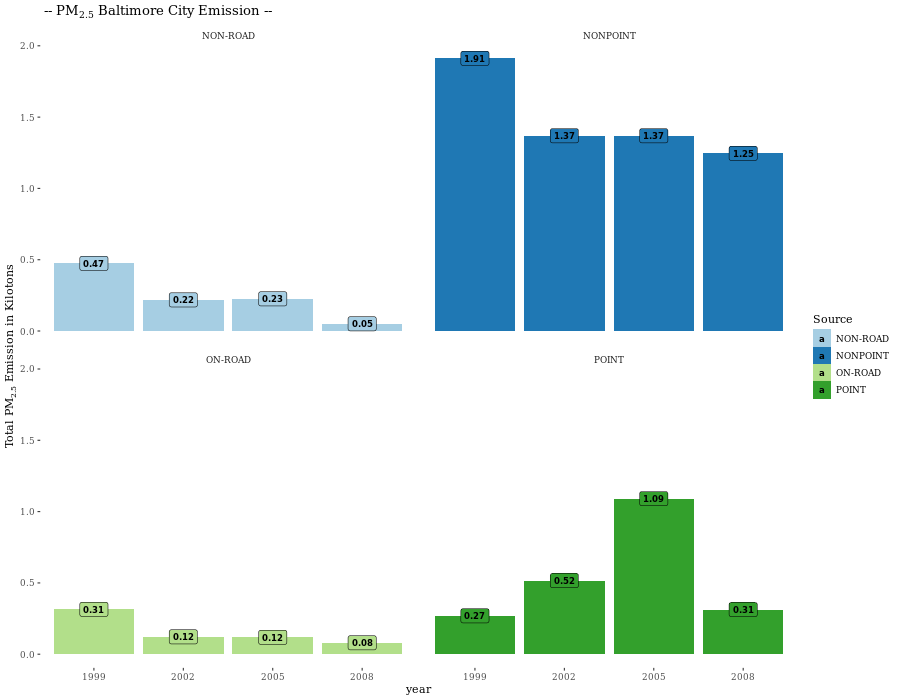 -- PM2.5 Baltimore City Emission --
NON-ROAD
NONPOINT
2.0
1.5
1.0
0.5
0.0
0.47
0.22
0.23
0.05
1.91
1.37
1.37
1.25
ON-ROAD
POINT
2.0
1.5
1.0
0.5
0.0
0.31
0.12
0.12
0.08
0.27
0.52
1.09
0.31
1999 2002 2005 2008
1999 2002 2005 2008
year
Total PM2.5 Emission in Kilotons
Source
a NON-ROAD
a NONPOINT
a ON-ROAD
a POINT